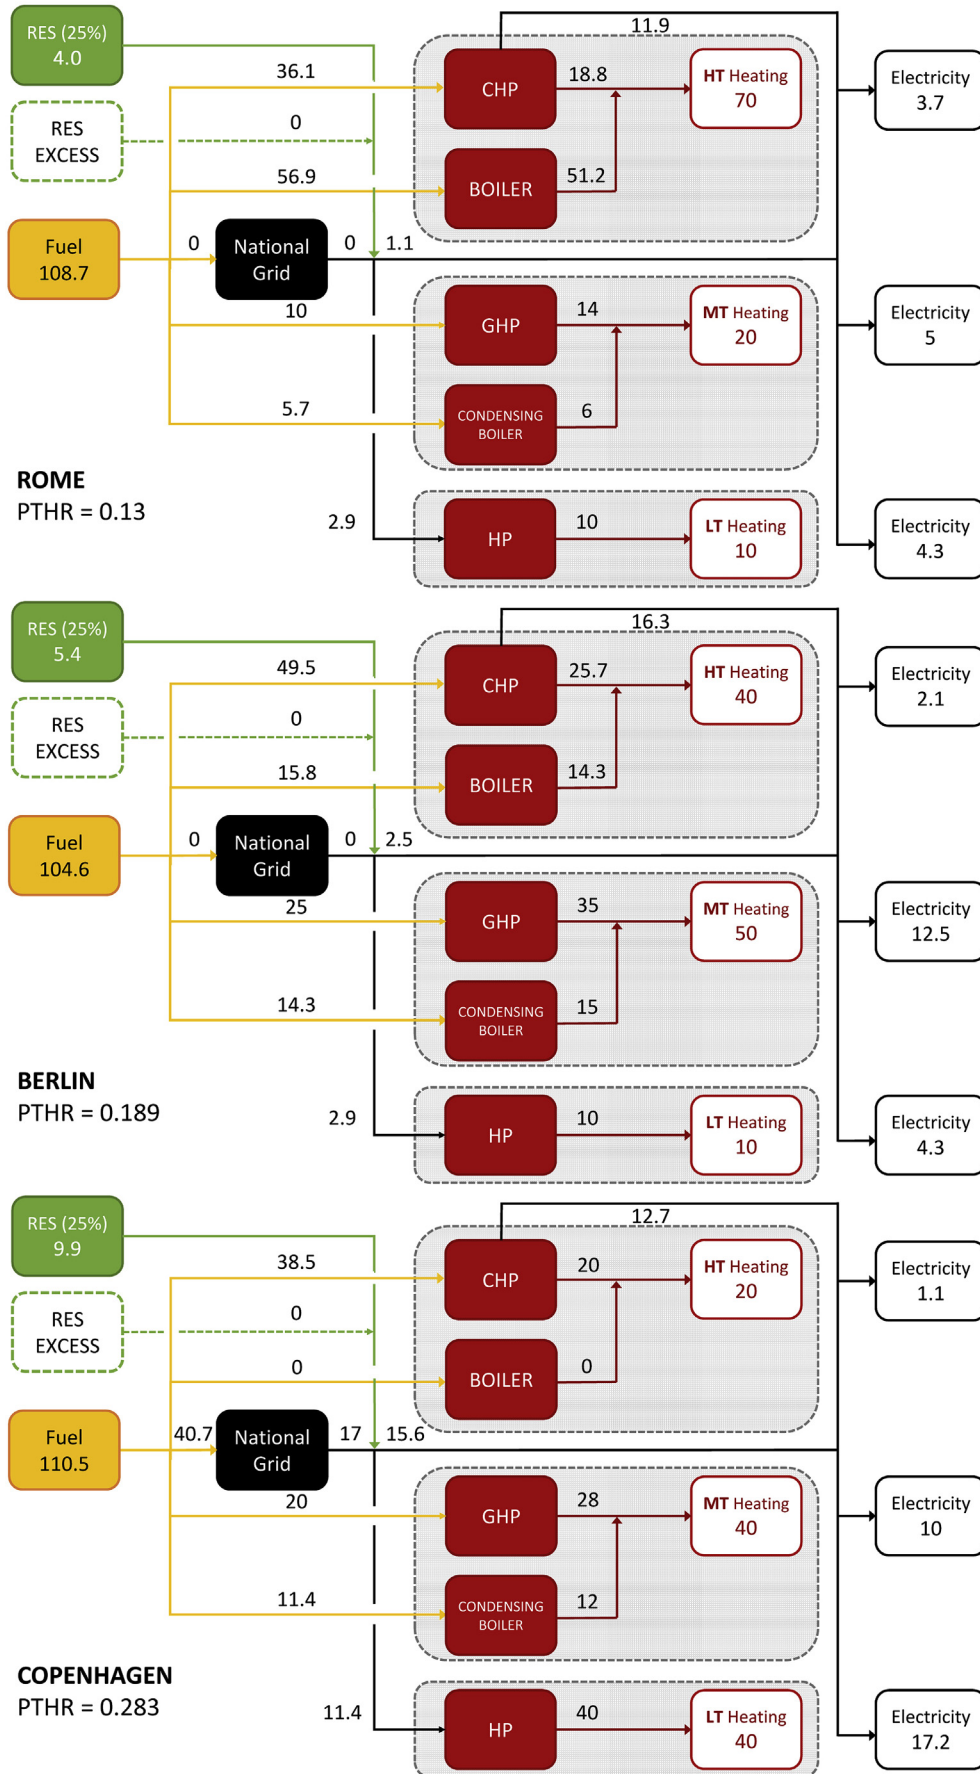 RES (25%)
4.0
11.9
36.1
CHP
18.8
HT Heating
70
Electricity
3.7
RES
EXCESS
0
56.9
BOILER
51.2
Fuel
108.7
0
National
Grid
0
1.1
10
GHP
14
MT Heating
20
Electricity
5
5.7
CONDENSING
BOILER
6
ROME
PTHR = 0.13
2.9
HP
10
LT Heating
10
Electricity
4.3
RES (25%)
5.4
16.3
49.5
CHP
25.7
HT Heating
40
Electricity
2.1
RES
EXCESS
0
15.8
BOILER
14.3
Fuel
104.6
0
National
Grid
0
2.5
25
GHP
35
MT Heating
50
Electricity
12.5
14.3
CONDENSING
BOILER
15
BERLIN
PTHR = 0.189
2.9
HP
10
LT Heating
10
Electricity
4.3
RES (25%)
9.9
12.7
38.5
CHP
20
HT Heating
20
Electricity
1.1
RES
EXCESS
0
0
BOILER
0
Fuel
110.5
40.7
National
Grid
17
15.6
20
GHP
28
MT Heating
40
Electricity
10
11.4
CONDENSING
BOILER
12
COPENHAGEN
PTHR = 0.283
11.4
HP
40
LT Heating
40
Electricity
17.2